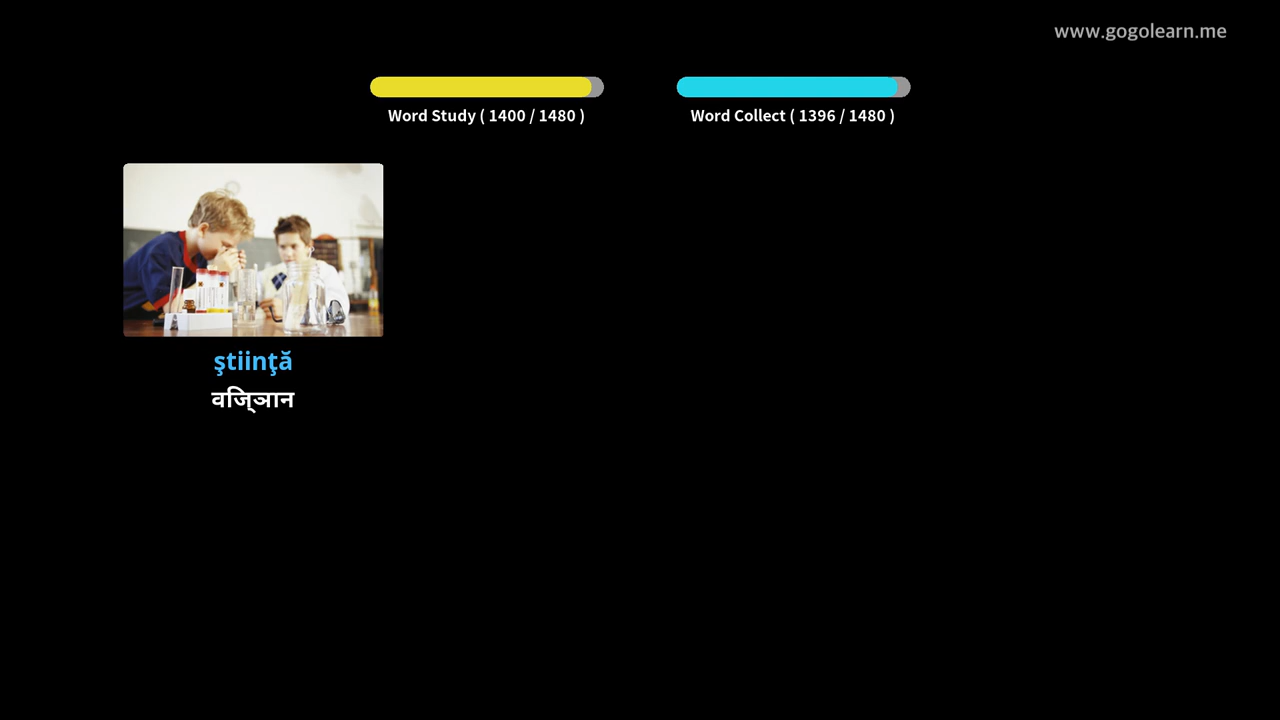 www.gogolearn.me
Word Study ( 1400 / 1480 )
Word Collect ( 1396 / 1480 )
ştiinţă
विज्ञान